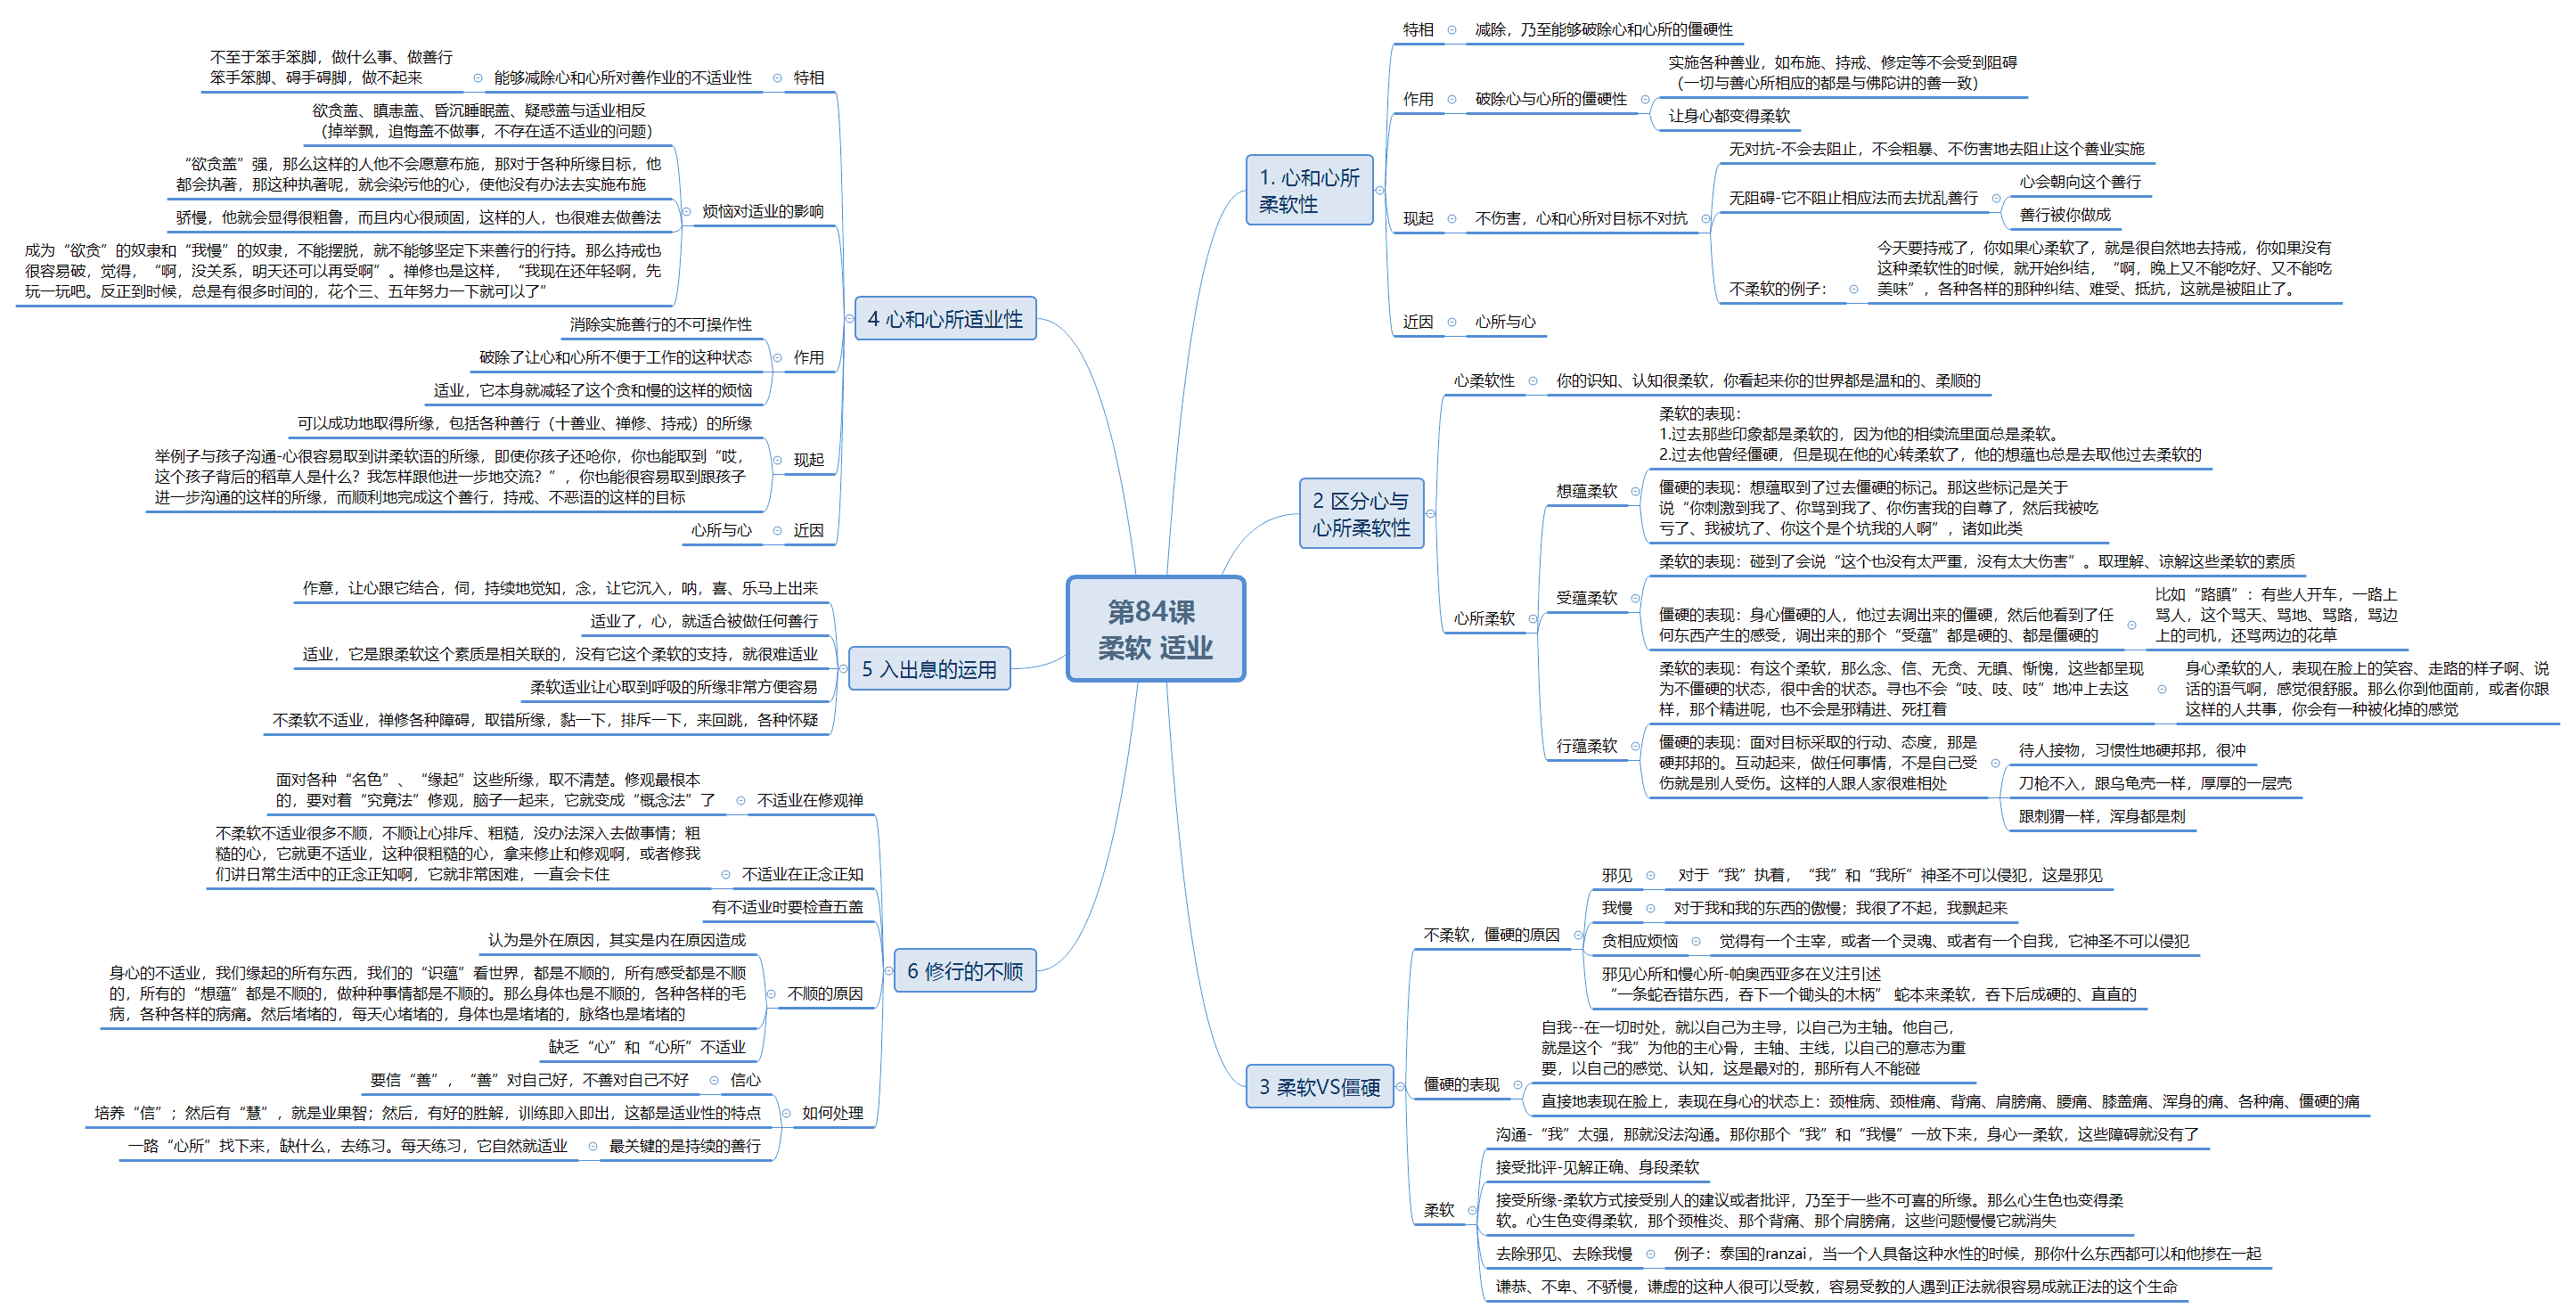 第84课
柔软 适业
1. 心和心所
柔软性
特相
减除，乃至能够破除心和心所的僵硬性
作用
破除心与心所的僵硬性
实施各种善业，如布施、持戒、修定等不会受到阻碍
（一切与善心所相应的都是与佛陀讲的善一致）
让身心都变得柔软
现起
不伤害，心和心所对目标不对抗
无对抗-不会去阻止，不会粗暴、不伤害地去阻止这个善业实施
无阻碍-它不阻止相应法而去扰乱善行
心会朝向这个善行
善行被你做成
不柔软的例子：
今天要持戒了，你如果心柔软了，就是很自然地去持戒，你如果没有
这种柔软性的时候，就开始纠结，“啊，晚上又不能吃好、又不能吃
美味”，各种各样的那种纠结、难受、抵抗，这就是被阻止了。
近因
心所与心
2 区分心与
心所柔软性
心柔软性
你的识知、认知很柔软，你看起来你的世界都是温和的、柔顺的
心所柔软
想蕴柔软
柔软的表现：
1.过去那些印象都是柔软的，因为他的相续流里面总是柔软。
2.过去他曾经僵硬，但是现在他的心转柔软了，他的想蕴也总是去取他过去柔软的
僵硬的表现：想蕴取到了过去僵硬的标记。那这些标记是关于
说“你刺激到我了、你骂到我了、你伤害我的自尊了，然后我被吃
亏了、我被坑了、你这个是个坑我的人啊”，诸如此类
受蕴柔软
柔软的表现：碰到了会说“这个也没有太严重，没有太大伤害”。取理解、谅解这些柔软的素质
僵硬的表现：身心僵硬的人，他过去调出来的僵硬，然后他看到了任
何东西产生的感受，调出来的那个“受蕴”都是硬的、都是僵硬的
比如“路瞋”：有些人开车，一路上
骂人，这个骂天、骂地、骂路，骂边
上的司机，还骂两边的花草
行蕴柔软
柔软的表现：有这个柔软，那么念、信、无贪、无瞋、惭愧，这些都呈现
为不僵硬的状态，很中舍的状态。寻也不会“吱、吱、吱”地冲上去这
样，那个精进呢，也不会是邪精进、死扛着
身心柔软的人，表现在脸上的笑容、走路的样子啊、说
话的语气啊，感觉很舒服。那么你到他面前，或者你跟
这样的人共事，你会有一种被化掉的感觉
僵硬的表现：面对目标采取的行动、态度，那是
硬邦邦的。互动起来，做任何事情，不是自己受
伤就是别人受伤。这样的人跟人家很难相处
待人接物，习惯性地硬邦邦，很冲
刀枪不入，跟乌龟壳一样，厚厚的一层壳
跟刺猬一样，浑身都是刺
3 柔软VS僵硬
不柔软，僵硬的原因
邪见
对于“我”执着，“我”和“我所”神圣不可以侵犯，这是邪见
我慢
对于我和我的东西的傲慢；我很了不起，我飘起来
贪相应烦恼
觉得有一个主宰，或者一个灵魂、或者有一个自我，它神圣不可以侵犯
邪见心所和慢心所-帕奥西亚多在义注引述
“一条蛇吞错东西，吞下一个锄头的木柄” 蛇本来柔软，吞下后成硬的、直直的
僵硬的表现
自我--在一切时处，就以自己为主导，以自己为主轴。他自己，
就是这个“我”为他的主心骨，主轴、主线，以自己的意志为重
要，以自己的感觉、认知，这是最对的，那所有人不能碰
直接地表现在脸上，表现在身心的状态上：颈椎病、颈椎痛、背痛、肩膀痛、腰痛、膝盖痛、浑身的痛、各种痛、僵硬的痛
柔软
沟通-“我”太强，那就没法沟通。那你那个“我”和“我慢”一放下来，身心一柔软，这些障碍就没有了
接受批评-见解正确、身段柔软
接受所缘-柔软方式接受别人的建议或者批评，乃至于一些不可喜的所缘。那么心生色也变得柔
软。心生色变得柔软，那个颈椎炎、那个背痛、那个肩膀痛，这些问题慢慢它就消失
去除邪见、去除我慢
例子：泰国的ranzai，当一个人具备这种水性的时候，那你什么东西都可以和他掺在一起
谦恭、不卑、不骄慢，谦虚的这种人很可以受教，容易受教的人遇到正法就很容易成就正法的这个生命
4 心和心所适业性
特相
能够减除心和心所对善作业的不适业性
不至于笨手笨脚，做什么事、做善行
笨手笨脚、碍手碍脚，做不起来
烦恼对适业的影响
欲贪盖、瞋恚盖、昏沉睡眠盖、疑惑盖与适业相反
（掉举飘，追悔盖不做事，不存在适不适业的问题）
“欲贪盖”强，那么这样的人他不会愿意布施，那对于各种所缘目标，他
都会执著，那这种执著呢，就会染污他的心，使他没有办法去实施布施
骄慢，他就会显得很粗鲁，而且内心很顽固，这样的人，也很难去做善法
成为“欲贪”的奴隶和“我慢”的奴隶，不能摆脱，就不能够坚定下来善行的行持。那么持戒也
很容易破，觉得，“啊，没关系，明天还可以再受啊”。禅修也是这样，“我现在还年轻啊，先
玩一玩吧。反正到时候，总是有很多时间的，花个三、五年努力一下就可以了”
作用
消除实施善行的不可操作性
破除了让心和心所不便于工作的这种状态
适业，它本身就减轻了这个贪和慢的这样的烦恼
现起
可以成功地取得所缘，包括各种善行（十善业、禅修、持戒）的所缘
举例子与孩子沟通-心很容易取到讲柔软语的所缘，即使你孩子还呛你，你也能取到“哎，
这个孩子背后的稻草人是什么？我怎样跟他进一步地交流？”，你也能很容易取到跟孩子
进一步沟通的这样的所缘，而顺利地完成这个善行，持戒、不恶语的这样的目标
近因
心所与心
5 入出息的运用
作意，让心跟它结合，伺，持续地觉知，念，让它沉入，呐，喜、乐马上出来
适业了，心，就适合被做任何善行
适业，它是跟柔软这个素质是相关联的，没有它这个柔软的支持，就很难适业
柔软适业让心取到呼吸的所缘非常方便容易
不柔软不适业，禅修各种障碍，取错所缘，黏一下，排斥一下，来回跳，各种怀疑
6 修行的不顺
不适业在修观禅
面对各种“名色”、“缘起”这些所缘，取不清楚。修观最根本
的，要对着“究竟法”修观，脑子一起来，它就变成“概念法”了
不适业在正念正知
不柔软不适业很多不顺，不顺让心排斥、粗糙，没办法深入去做事情；粗
糙的心，它就更不适业，这种很粗糙的心，拿来修止和修观啊，或者修我
们讲日常生活中的正念正知啊，它就非常困难，一直会卡住
有不适业时要检查五盖
不顺的原因
认为是外在原因，其实是内在原因造成
身心的不适业，我们缘起的所有东西，我们的“识蕴”看世界，都是不顺的，所有感受都是不顺
的，所有的“想蕴”都是不顺的，做种种事情都是不顺的。那么身体也是不顺的，各种各样的毛
病，各种各样的病痛。然后堵堵的，每天心堵堵的，身体也是堵堵的，脉络也是堵堵的
缺乏“心”和“心所”不适业
如何处理
信心
要信“善”，“善”对自己好，不善对自己不好
培养“信”；然后有“慧”，就是业果智；然后，有好的胜解，训练即入即出，这都是适业性的特点
最关键的是持续的善行
一路“心所”找下来，缺什么，去练习。每天练习，它自然就适业